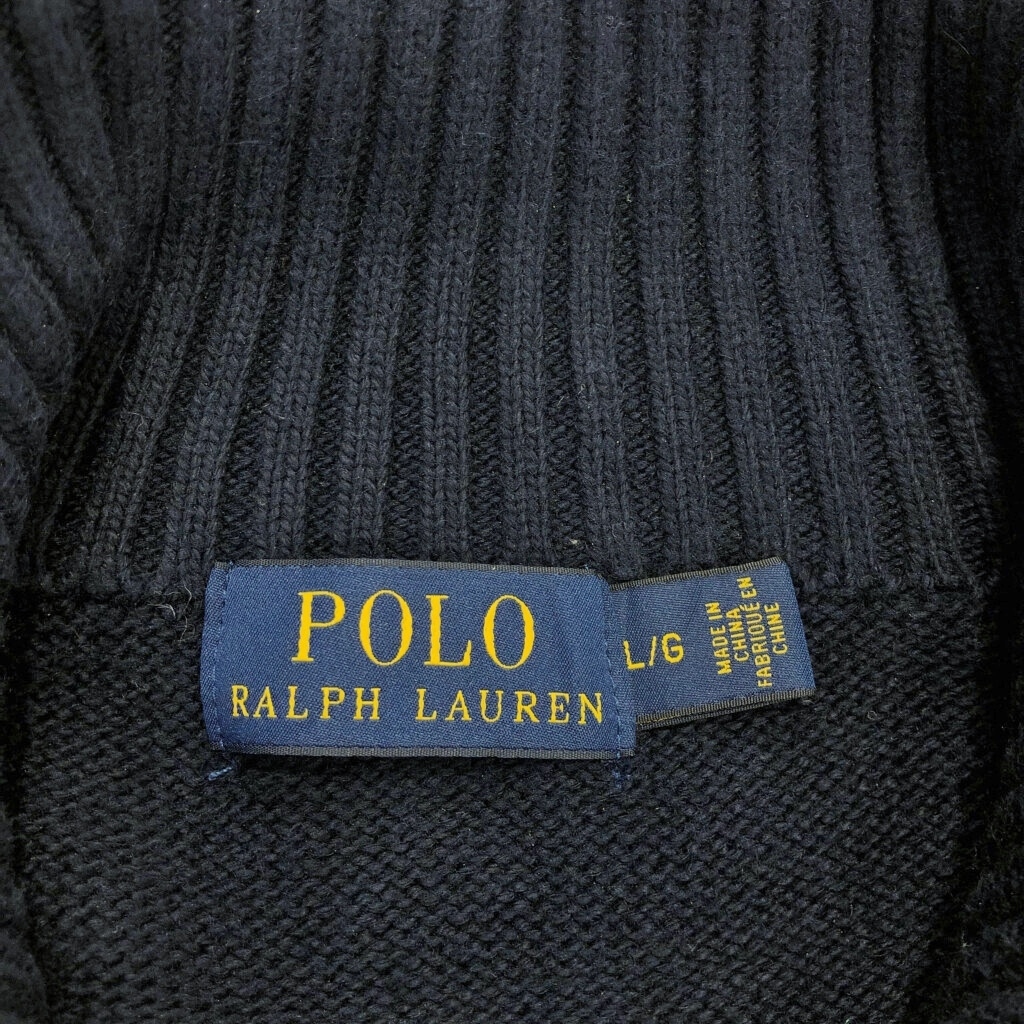 POLO
RALPH LAUREN
L/G
MADE IN
CHINA
FABRIQUÉ EN
CHINE